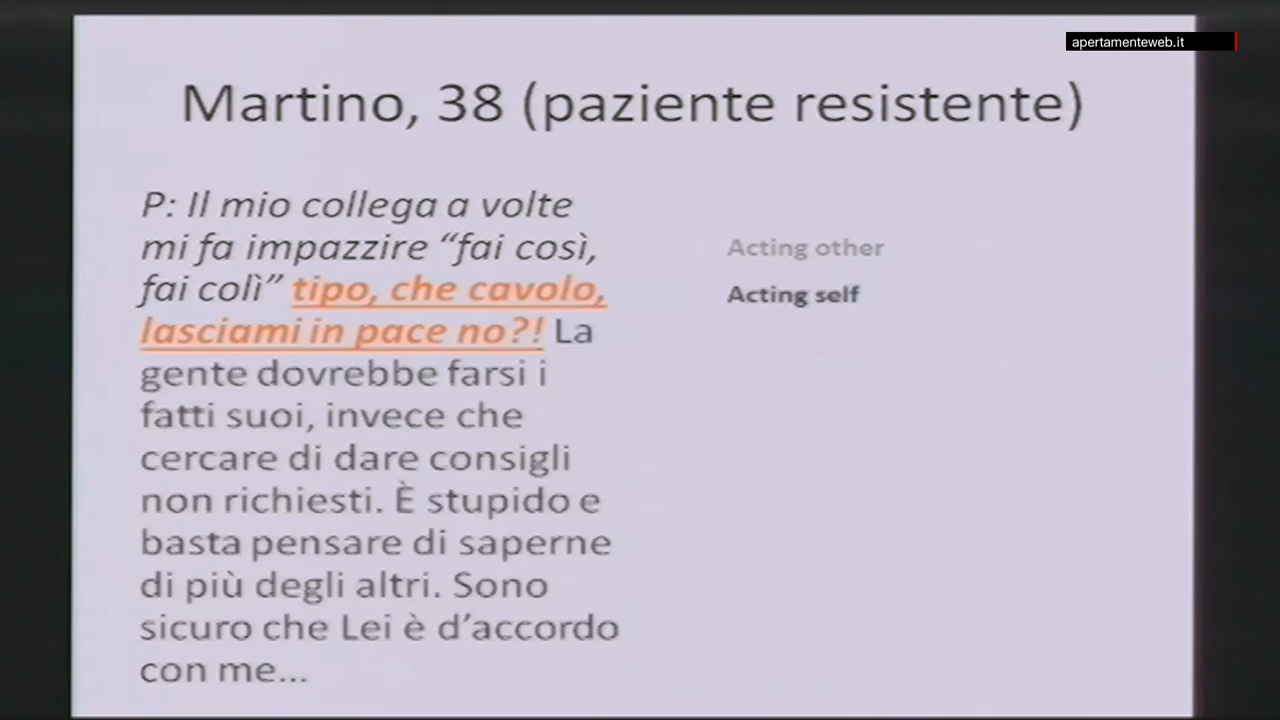 apertamenteweb.it
Martino, 38 (paziente resistente)
P: Il mio collega a volte
mi fa impazzire “fai così,
fai colì” tipo, che cavolo,
lasciami in pace no?! La
gente dovrebbe farsi i
fatti suoi, invece che
cercare di dare consigli
non richiesti. È stupido e
basta pensare di saperne
di più degli altri. Sono
sicuro che Lei è d’accordo
con me...
Acting other
Acting self